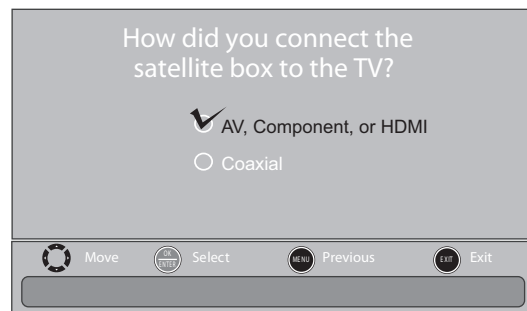 How did you connect the
satellite box to the TV?
AV, Component, or HDMI
Coaxial
Move OK ENTER Select MENU Previous EXIT Exit